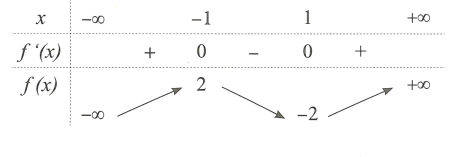 x −∞ −1 1 +∞
f '(x) + 0 − 0 +
f (x) 2 +∞
−∞ −2